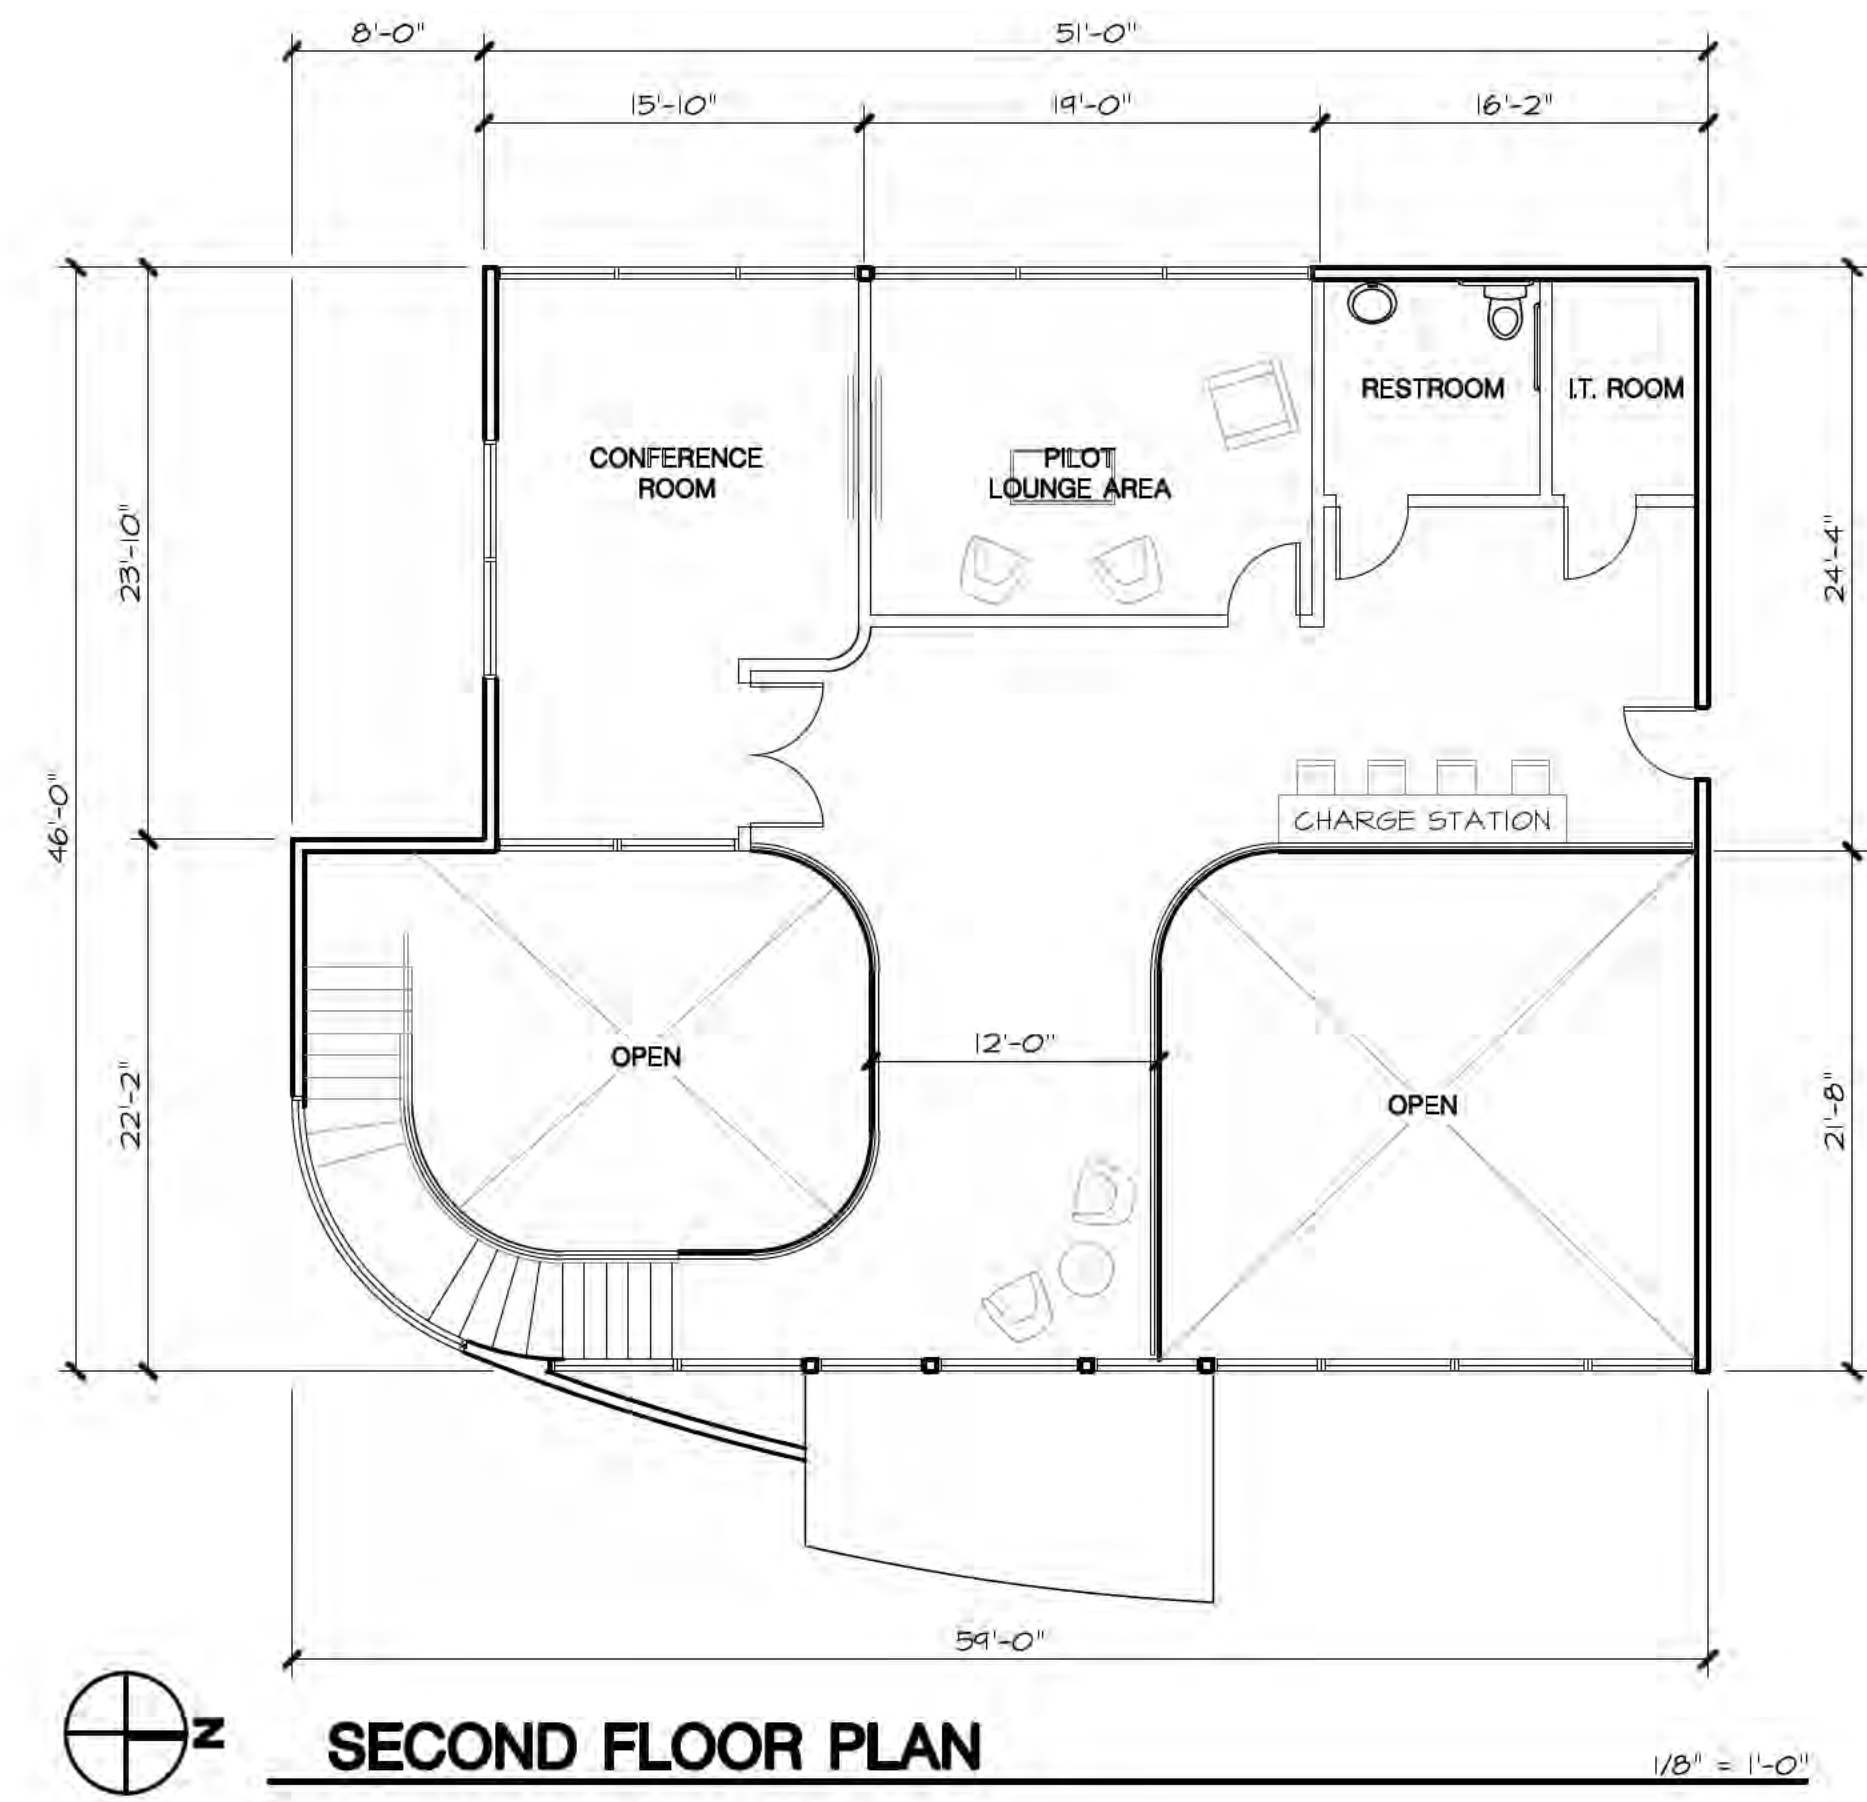 8'-0"
51'-0"
15'-10"
19'-0"
16'-2"
RESTROOM
I.T. ROOM
CONFERENCE
ROOM
PILOT
LOUNGE AREA
23'-10"
24'-4"
46'-0"
CHARGE STATION
OPEN
12'-0"
OPEN
22'-2"
21'-8"
59'-0"
N
SECOND FLOOR PLAN
1/8" = 1'-0"